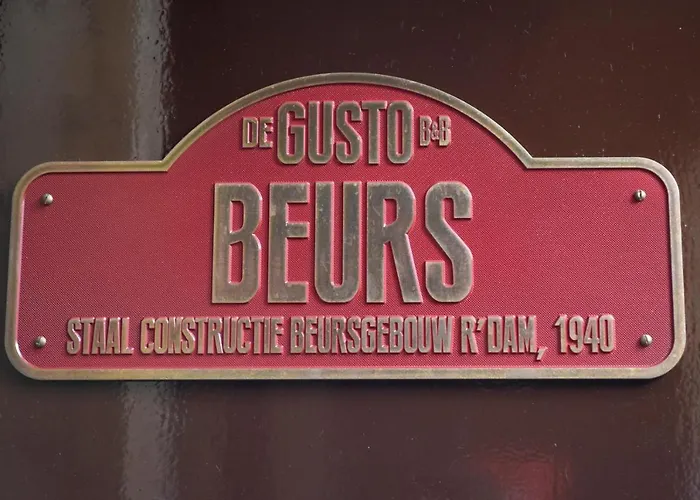 DE GUSTO B&B
BEURS
STAAL CONSTRUCTIE BEURSGEBOUW R'DAM, 1940